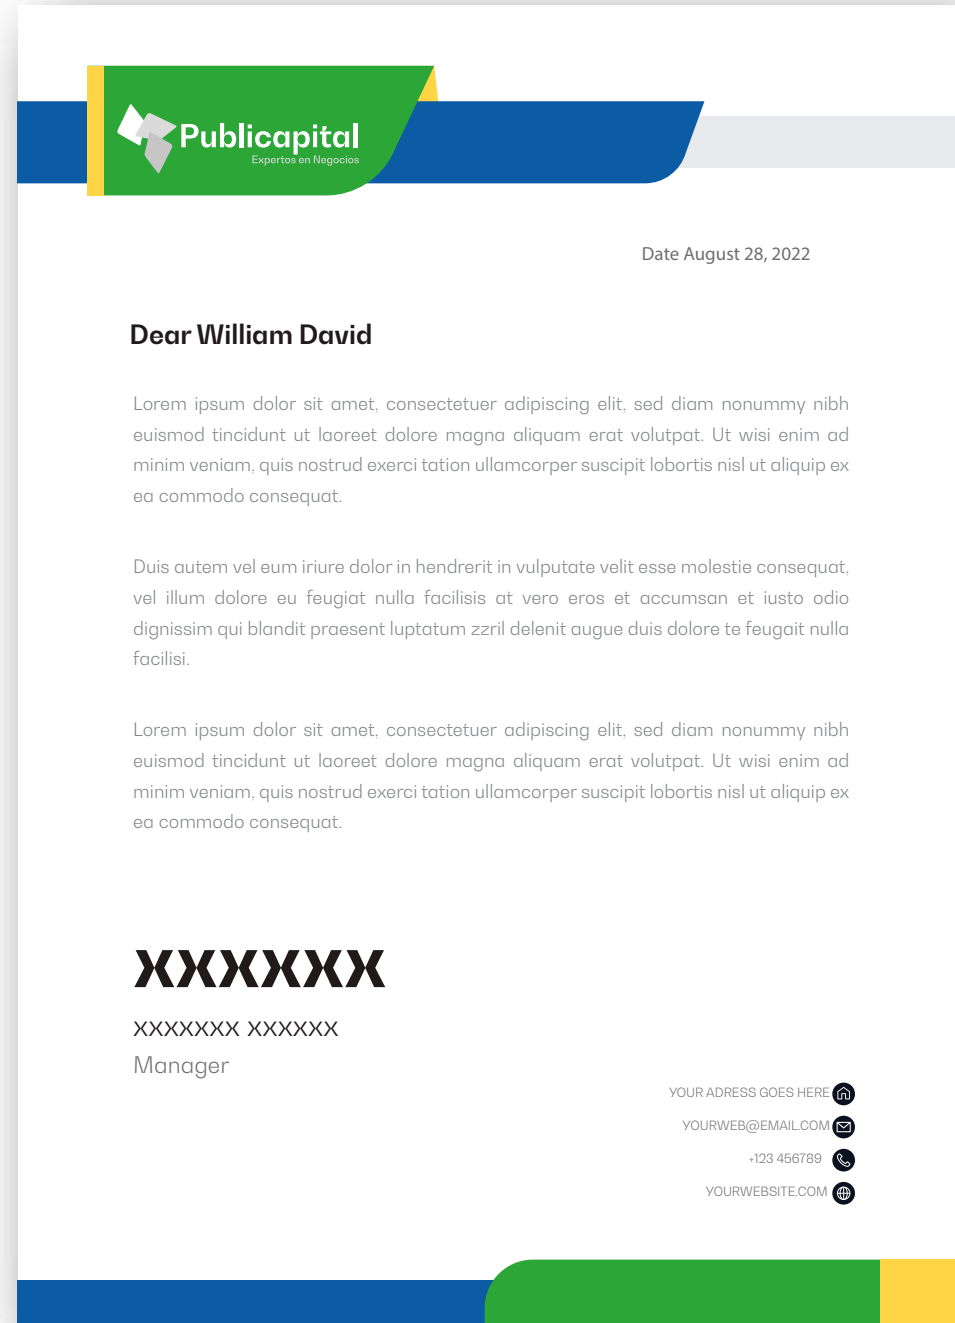 Publicapital
Expertos en Negocios
Date August 28, 2022
Dear William David
Lorem ipsum dolor sit amet, consectetuer adipiscing elit, sed diam nonummy nibh
euismod tincidunt ut laoreet dolore magna aliquam erat volutpat. Ut wisi enim ad
minim veniam, quis nostrud exerci tation ullamcorper suscipit lobortis nisl ut aliquip ex
ea commodo consequat.
Duis autem vel eum iriure dolor in hendrerit in vulputate velit esse molestie consequat,
vel illum dolore eu feugiat nulla facilisis at vero eros et accumsan et iusto odio
dignissim qui blandit praesent luptatum zzril delenit augue duis dolore te feugait nulla
facilisi.
Lorem ipsum dolor sit amet, consectetuer adipiscing elit, sed diam nonummy nibh
euismod tincidunt ut laoreet dolore magna aliquam erat volutpat. Ut wisi enim ad
minim veniam, quis nostrud exerci tation ullamcorper suscipit lobortis nisl ut aliquip ex
ea commodo consequat.
XXXXXX
XXXXXXX XXXXXX
Manager
YOUR ADRESS GOES HERE
YOURWEB@EMAIL.COM
+123 456789
YOURWEBSITE.COM